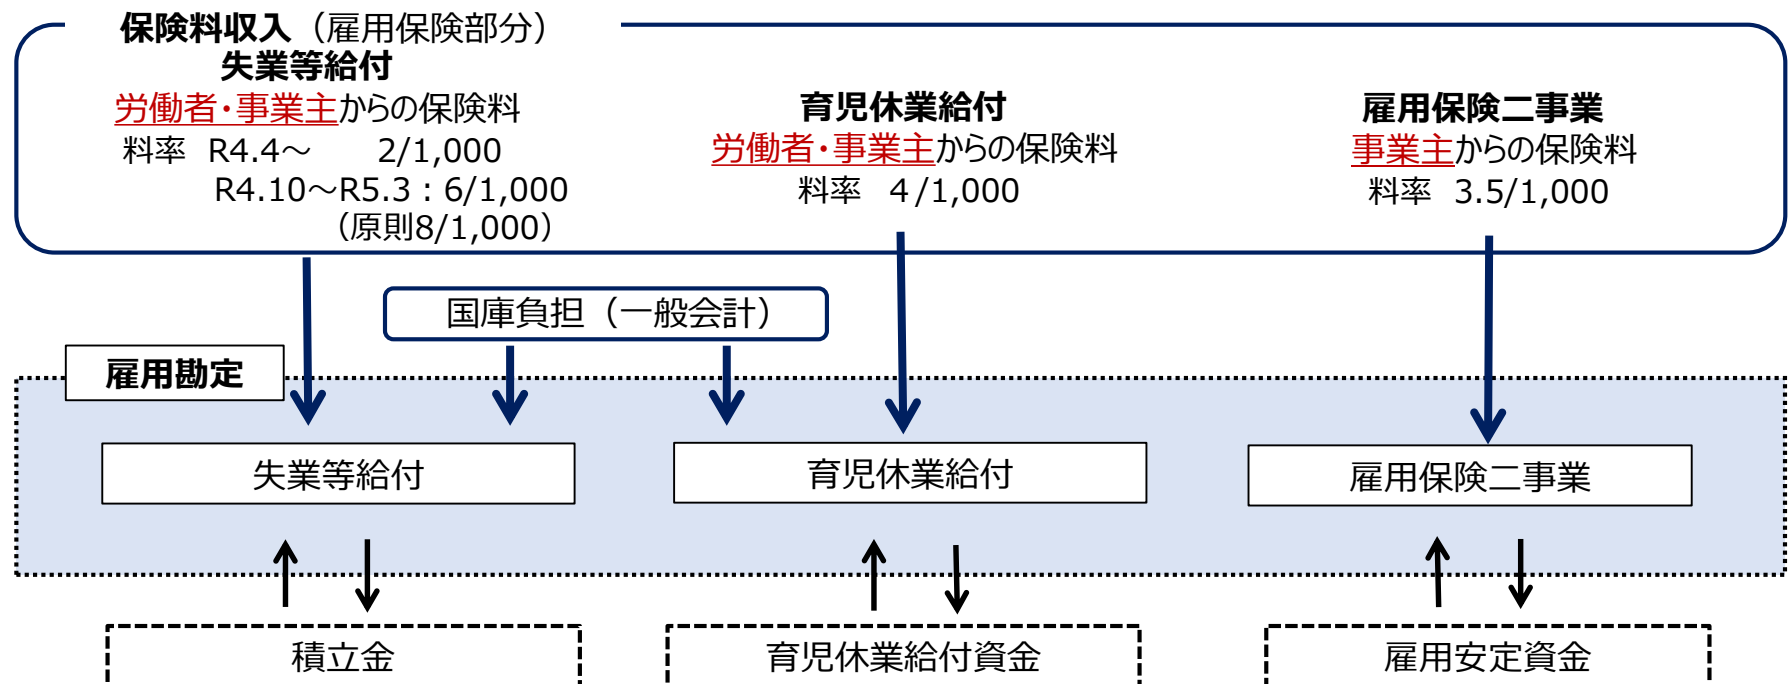 保険料収入（雇用保険部分）
失業等給付
労働者・事業主からの保険料
料率 R4.4～ 2/1,000
R4.10～R5.3：6/1,000
（原則8/1,000）
育児休業給付
労働者・事業主からの保険料
料率 4/1,000
雇用保険二事業
事業主からの保険料
料率 3.5/1,000
国庫負担（一般会計）
雇用勘定
失業等給付
育児休業給付
雇用保険二事業
積立金
育児休業給付資金
雇用安定資金